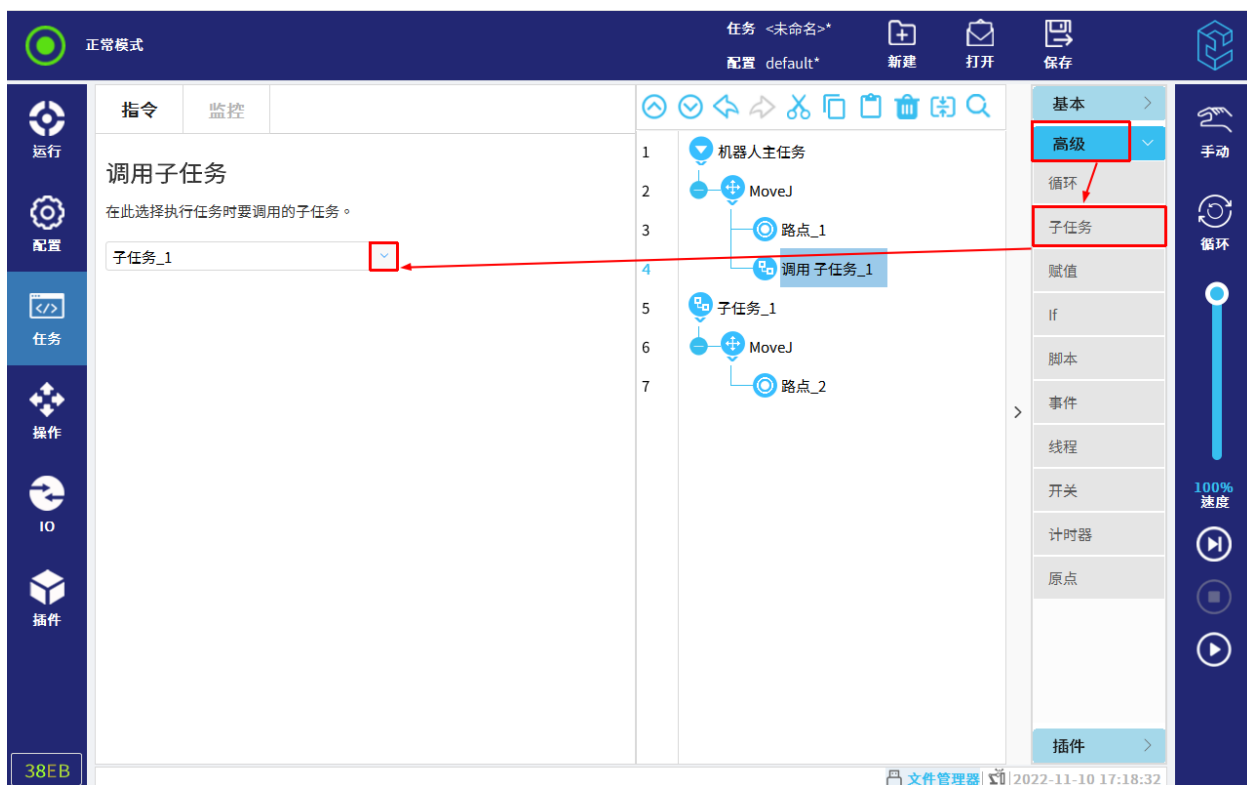 正常模式
任务 <未命名>*
配置 default*
新建
打开
保存
运行
配置
任务
操作
IO
插件
38EB
指令
监控
调用子任务
在此选择执行任务时要调用的子任务。
子任务_1
1 机器人主任务
2 MoveJ
3 路点_1
4 调用 子任务_1
5 子任务_1
6 MoveJ
7 路点_2
基本
高级
循环
子任务
赋值
If
脚本
事件
线程
开关
计时器
原点
插件
手动
循环
100%
速度
文件管理器
2022-11-10 17:18:32